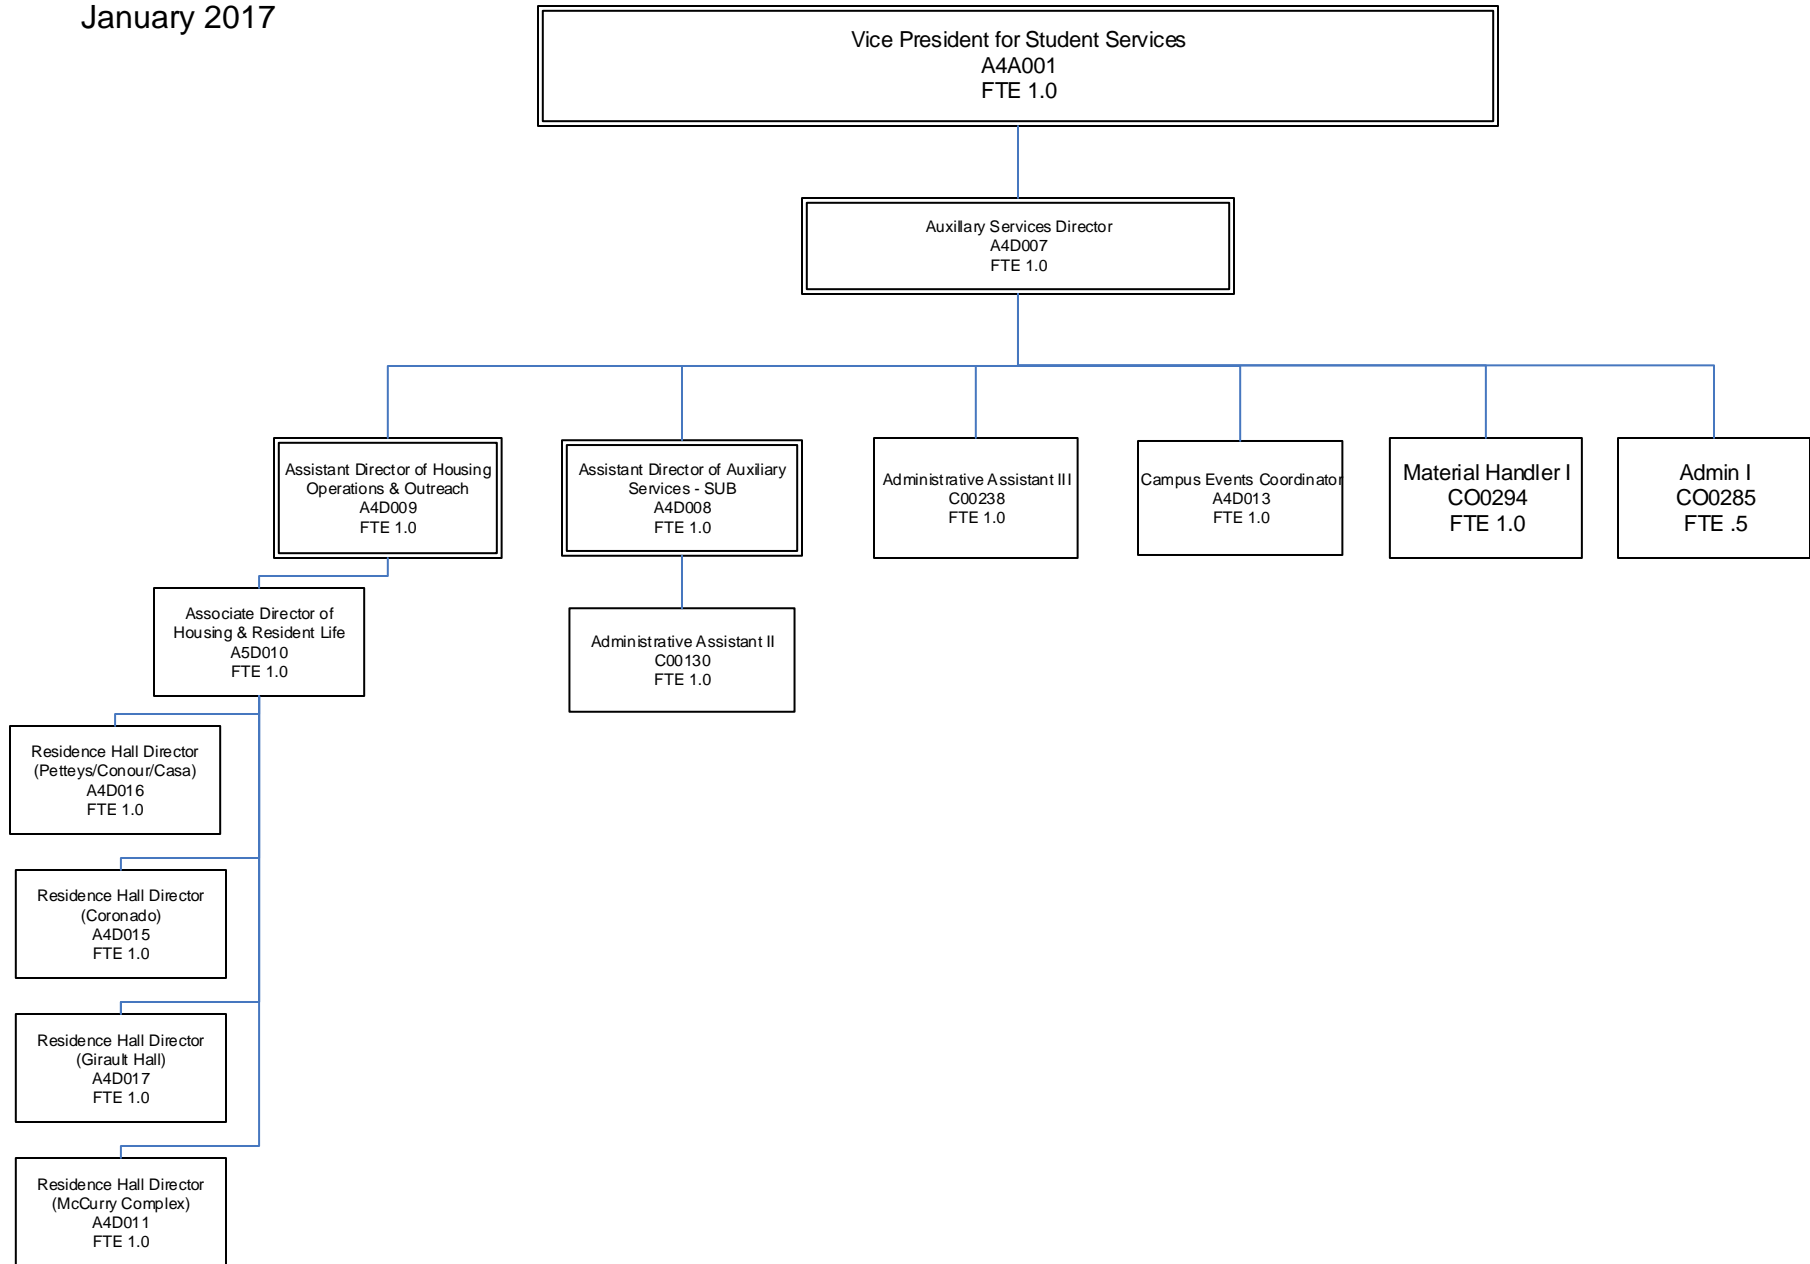 January 2017
Vice President for Student Services
A4A001
FTE 1.0
Auxillary Services Director
A4D007
FTE 1.0
Assistant Director of Housing
Operations & Outreach
A4D009
FTE 1.0
Assistant Director of Auxiliary
Services - SUB
A4D008
FTE 1.0
Administrative Assistant III
C00238
FTE 1.0
Campus Events Coordinator
A4D013
FTE 1.0
Material Handler I
CO0294
FTE 1.0
Admin I
CO0285
FTE .5
Associate Director of
Housing & Resident Life
A5D010
FTE 1.0
Administrative Assistant II
C00130
FTE 1.0
Residence Hall Director
(Petteys/Conour/Casa)
A4D016
FTE 1.0
Residence Hall Director
(Coronado)
A4D015
FTE 1.0
Residence Hall Director
(Girault Hall)
A4D017
FTE 1.0
Residence Hall Director
(McCurry Complex)
A4D011
FTE 1.0